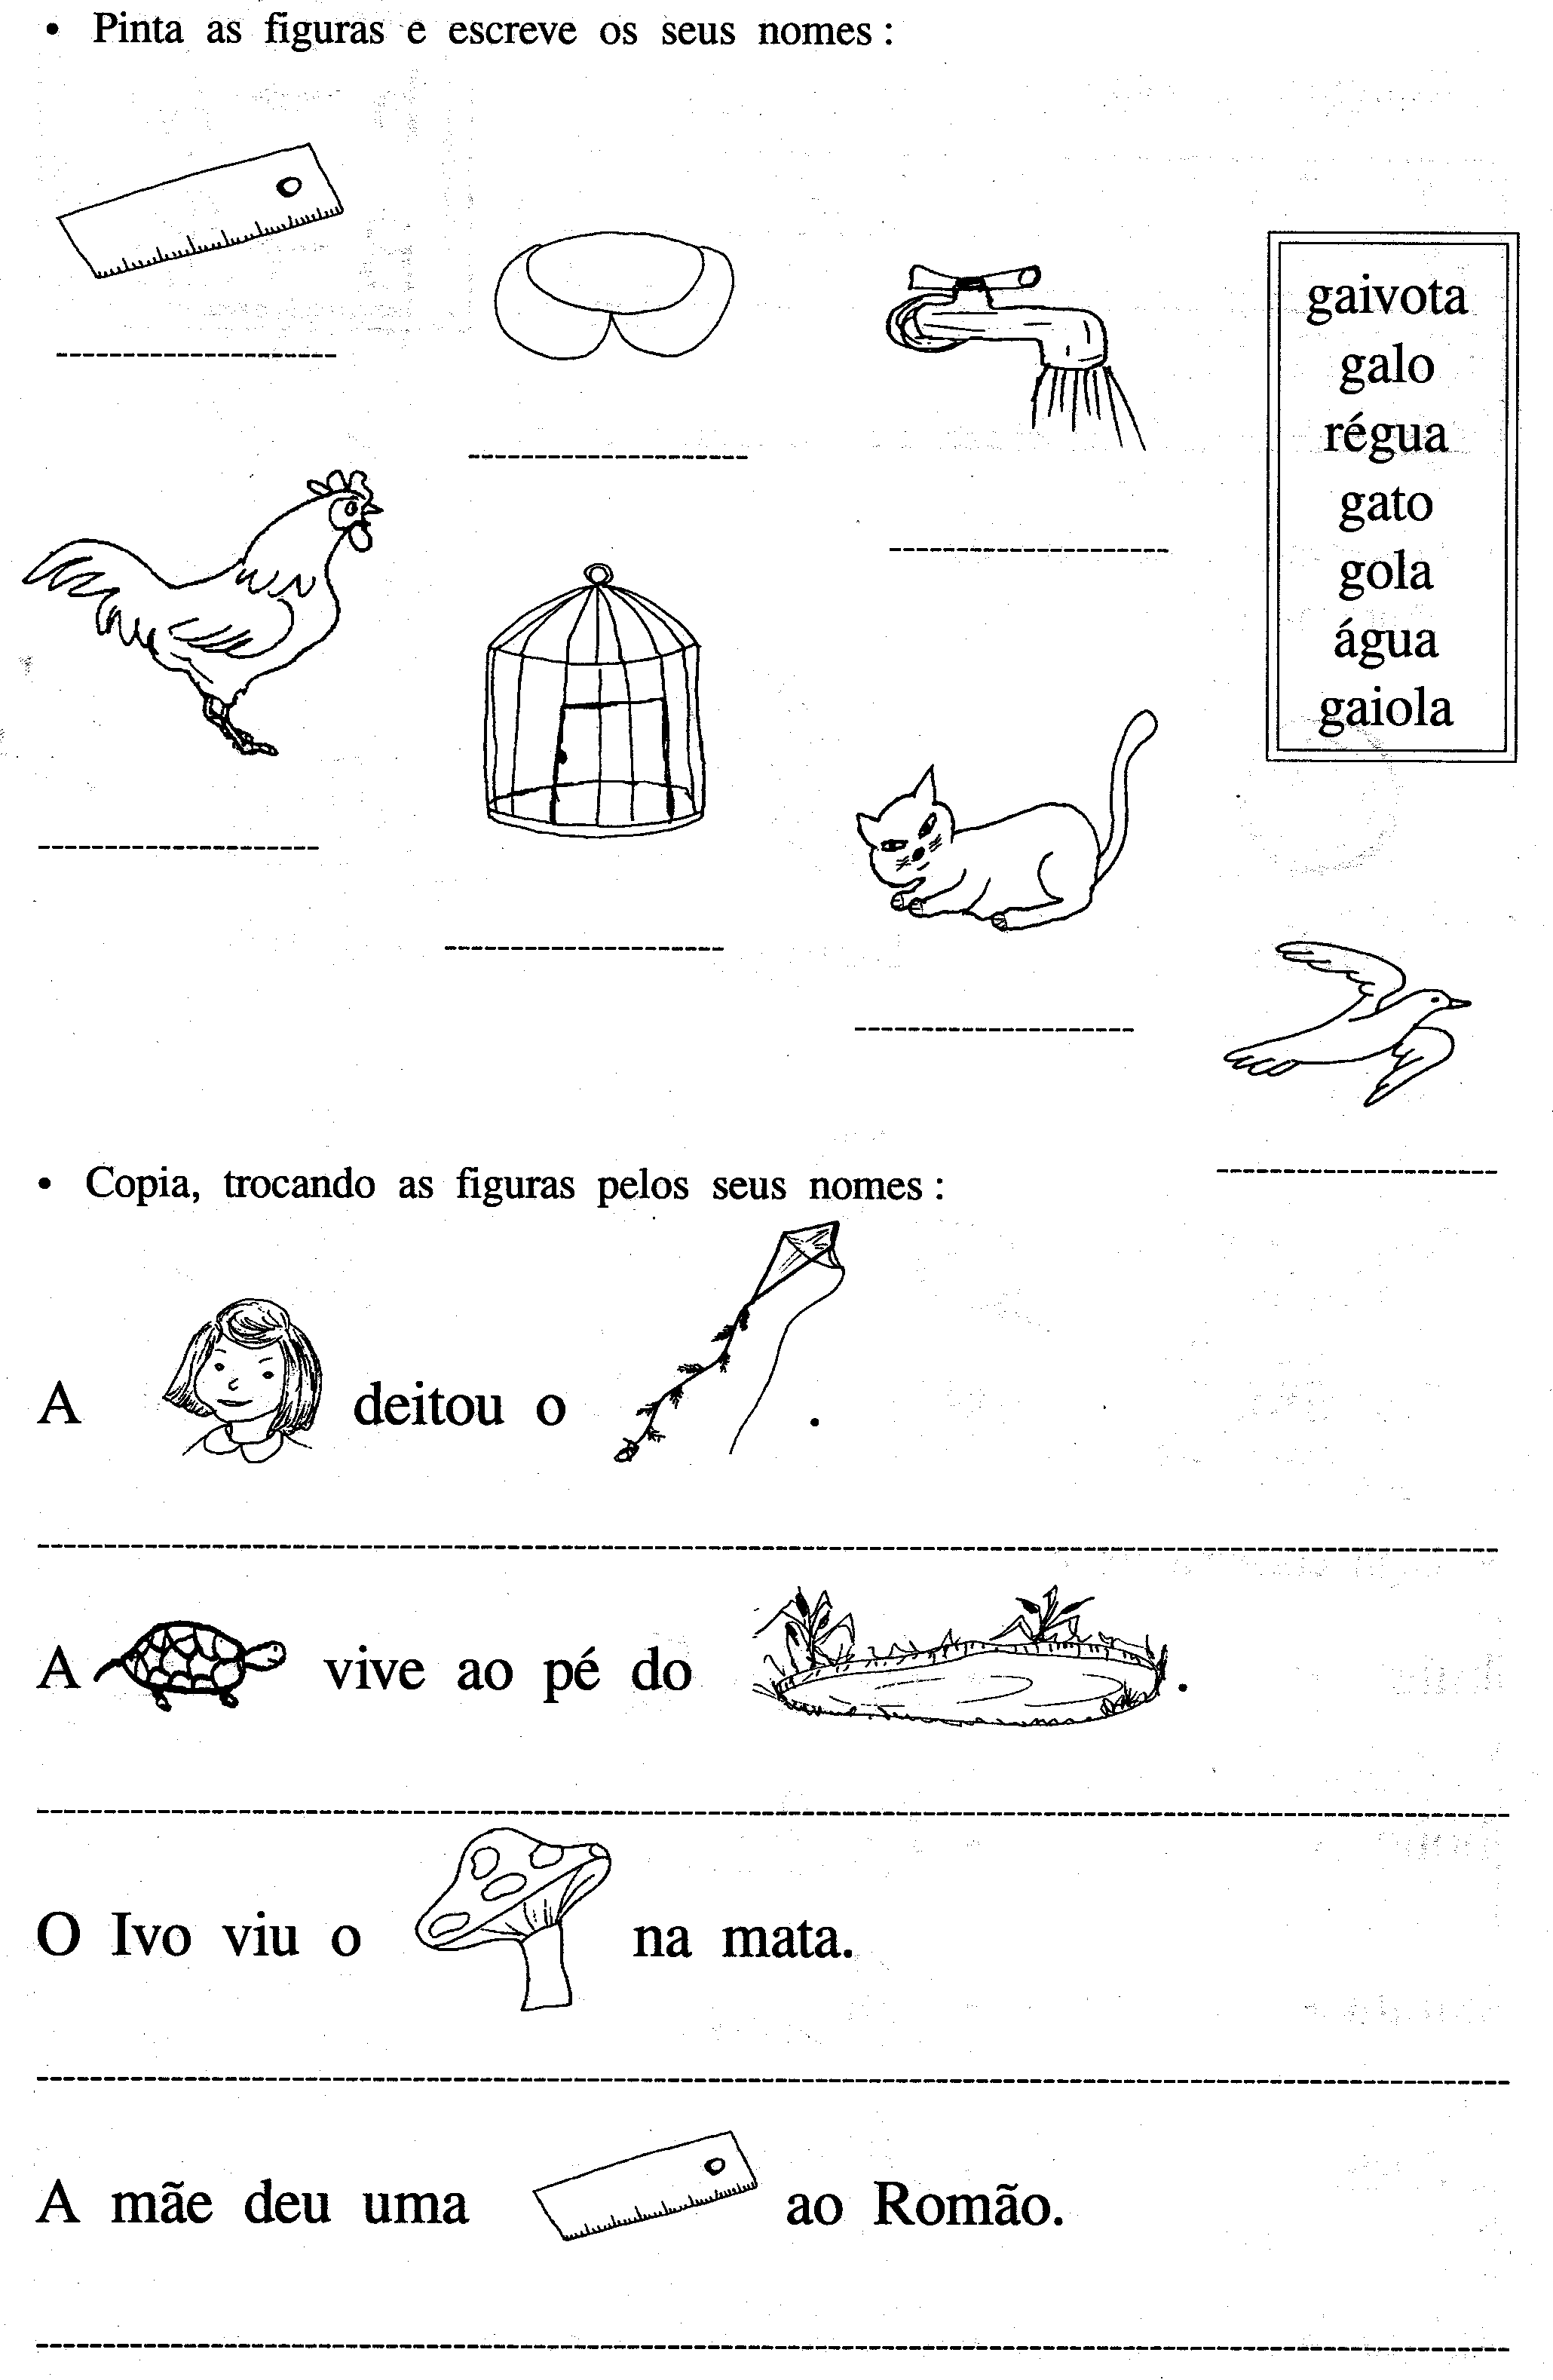 • Pinta as figuras e escreve os seus nomes :
gaivota
galo
régua
gato
gola
água
gaiola
• Copia, trocando as figuras pelos seus nomes :
A deitou o .
A vive ao pé do .
O Ivo viu o na mata.
A mãe deu uma ao Romão.